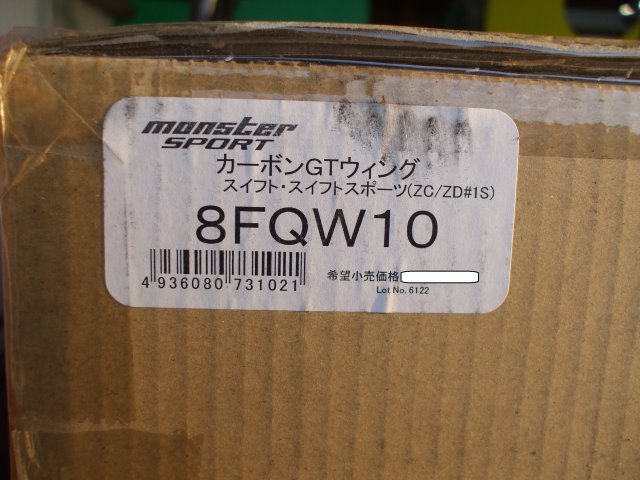 monster
SPORT
カーボンGTウィング
スイフト・スイフトスポーツ(ZC/ZD#1S)
8FQW10
希望小売価格
4 936080 731021
Lot No. 6122